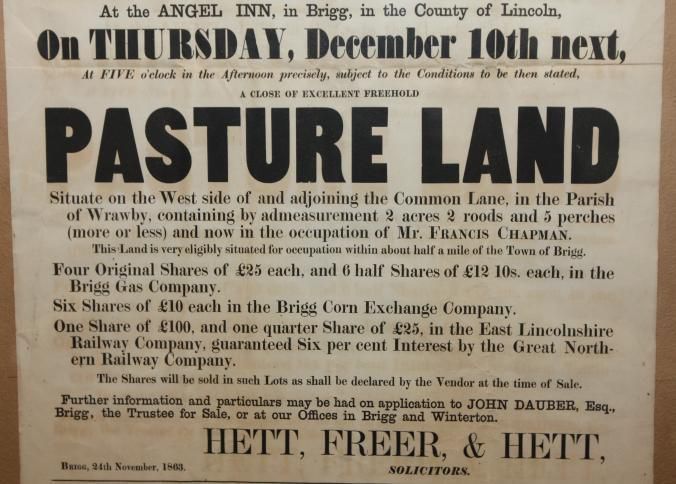 At the ANGEL INN, in Brigg, in the County of Lincoln,
On THURSDAY, December 10th next,
At FIVE o'clock in the Afternoon precisely, subject to the Conditions to be then stated,
A CLOSE OF EXCELLENT FREEHOLD
PASTURE LAND
Situate on the West side of and adjoining the Common Lane, in the Parish
of Wrawby, containing by admeasurement 2 acres 2 roods and 5 perches
(more or less) and now in the occupation of Mr. FRANCIS CHAPMAN.
This Land is very eligibly situated for occupation within about half a mile of the Town of Brigg.
Four Original Shares of £25 each, and 6 half Shares of £12 10s. each, in the
Brigg Gas Company.
Six Shares of £10 each in the Brigg Corn Exchange Company.
One Share of £100, and one quarter Share of £25, in the East Lincolnshire
Railway Company, guaranteed Six per cent Interest by the Great North-
ern Railway Company.
The Shares will be sold in such Lots as shall be declared by the Vendor at the time of Sale.
Further information and particulars may be had on application to JOHN DAUBER, Esq.,
Brigg, the Trustee for Sale, or at our Offices in Brigg and Winterton.
HETT, FREER, & HETT,
BRIGG, 24th November, 1863. SOLICITORS.